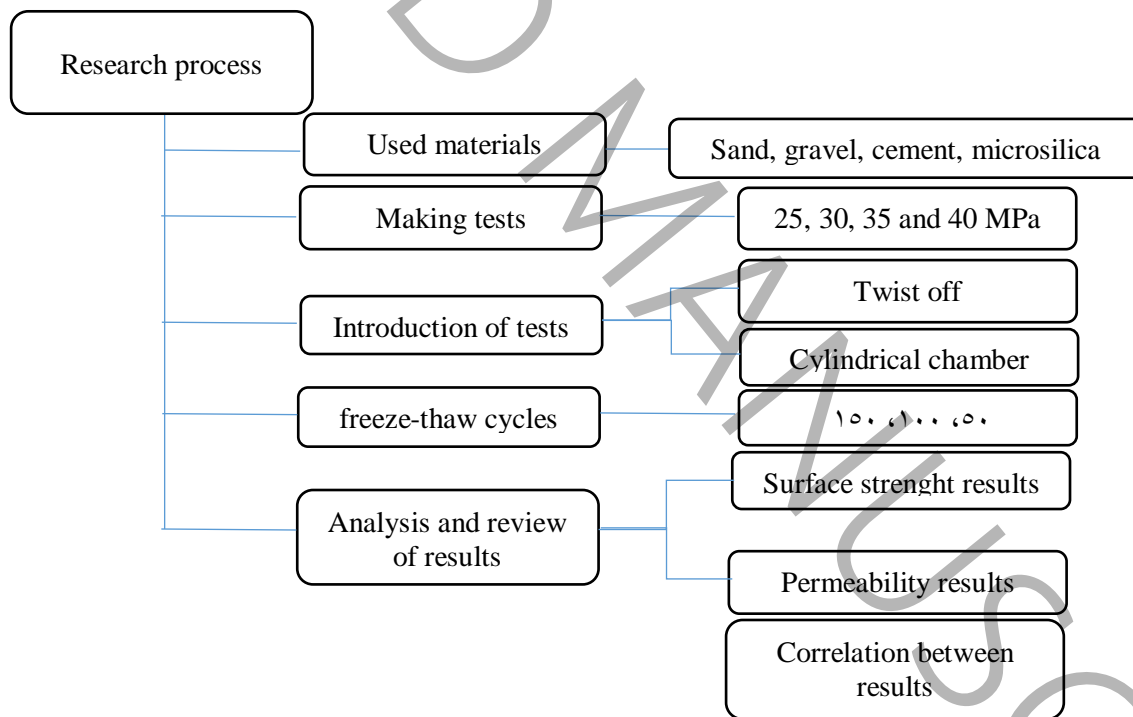 Research process
Used materials
Sand, gravel, cement, microsilica
Making tests
25, 30, 35 and 40 MPa
Introduction of tests
Twist off
Cylindrical chamber
freeze-thaw cycles
۵۰، ۱۰۰، ۱۵۰
Analysis and review
of results
Surface strenght results
Permeability results
Correlation between
results
D MANUSC